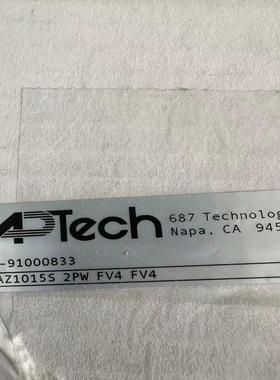 APTech
687 Technolog
Napa, CA 945
-91000833
AZ1015S 2PW FV4 FV4